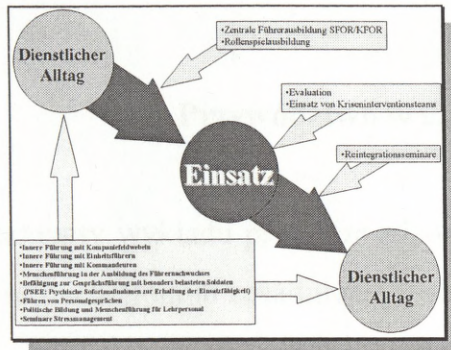 Dienstlicher
Alltag
•Zentrale Führerausbildung SFOR/KFOR
•Rollenspielausbildung
•Evaluation
•Einsatz von Kriseninterventionsteams
Einsatz
•Reintegrationsseminare
•Innere Führung mit Kompaniefeldwebeln
•Innere Führung mit Einheitsführern
•Innere Führung mit Kommandeuren
•Menschenführung in der Ausbildung des Führernachwuchses
•Befähigung zur Gesprächsführung mit besonders belasteten Soldaten
(PSEE: Psychische Sofortmaßnahmen zur Erhaltung der Einsatzfähigkeit)
•Führen von Personalgesprächen
•Politische Bildung und Menschenführung für Lehrpersonal
•Seminare Stressmanagement
Dienstlicher
Alltag